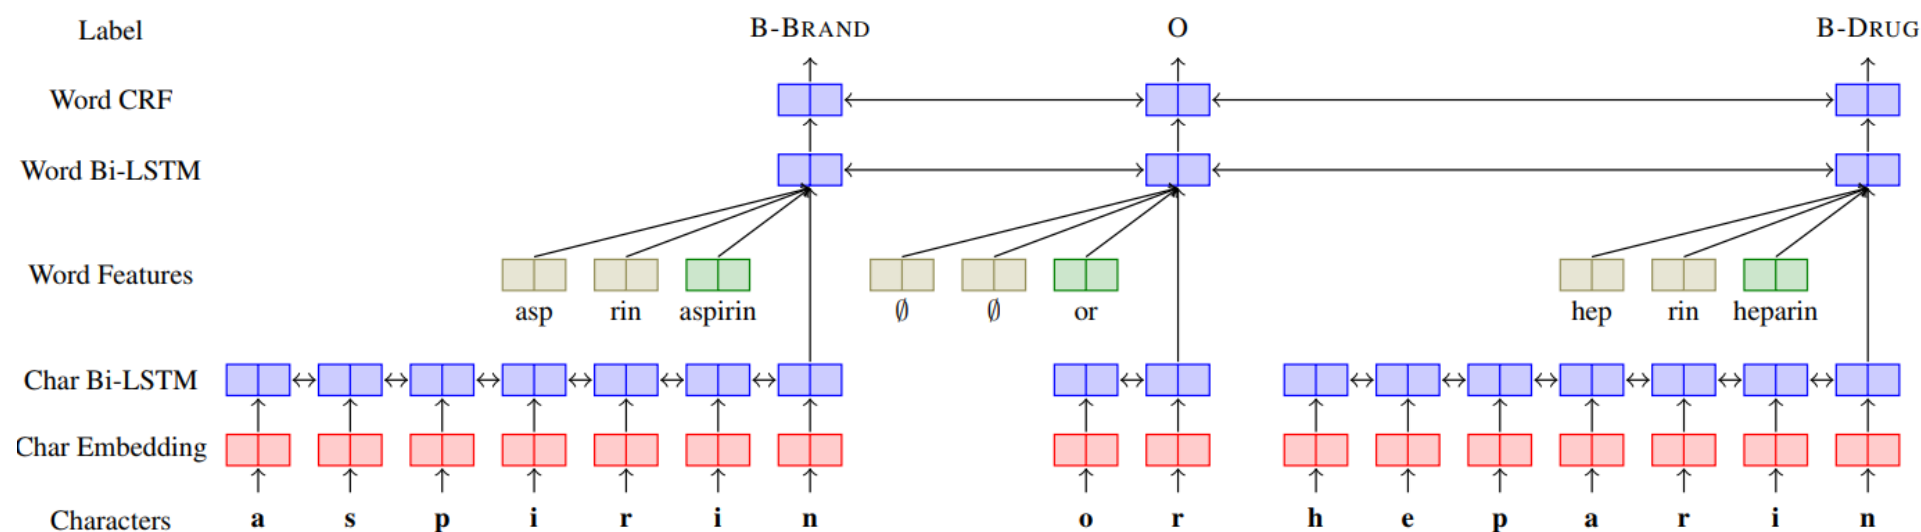 Label B-BRAND O B-DRUG
Word CRF
Word Bi-LSTM
Word Features
asp rin aspirin ∅ ∅ or hep rin heparin
Char Bi-LSTM
Char Embedding
Characters a s p i r i n o r h e p a r i n